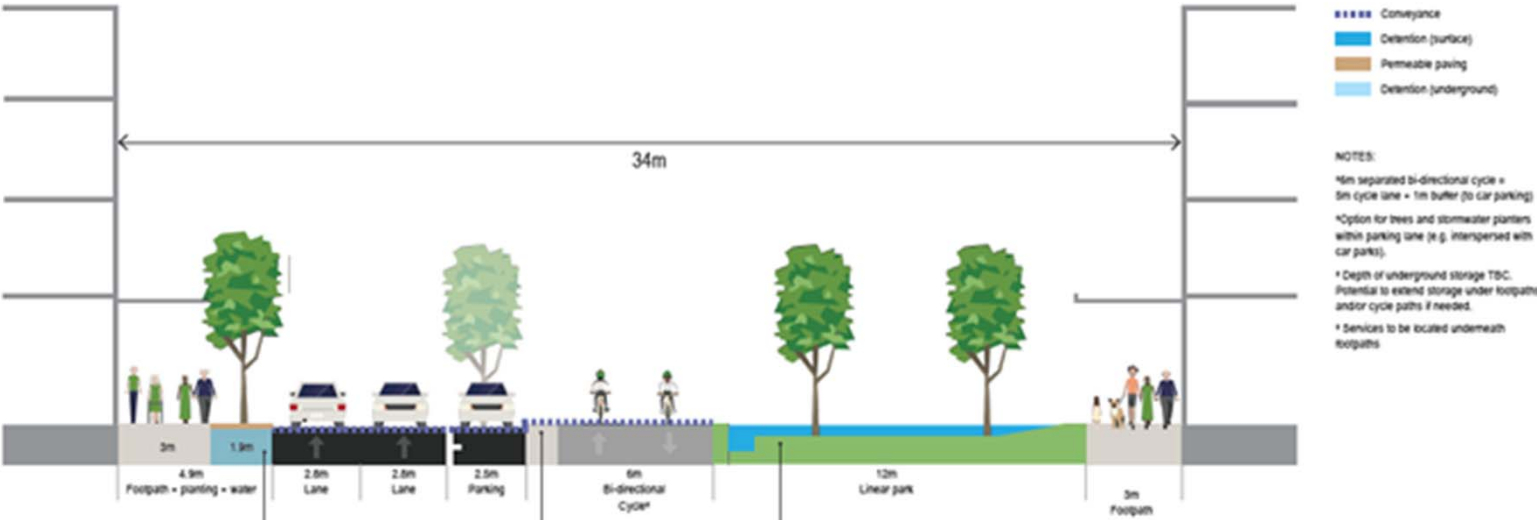 Conveyance
Detention (surface)
Permeable paving
Detention (underground)
34m
NOTES:
*6m separated bi-directional cycle =
5m cycle lane + 1m buffer (to car parking)
*Option for trees and stormwater planters
within parking lane (e.g. interspersed with
car parks).
* Depth of underground storage TBC.
Potential to extend storage under footpaths
and/or cycle paths if needed.
* Services to be located underneath
footpaths
3m
1.9m
4.9m
Footpath + planting + water
2.8m
Lane
2.8m
Lane
2.5m
Parking
6m
Bi-directional
Cycle*
12m
Linear park
3m
Footpath